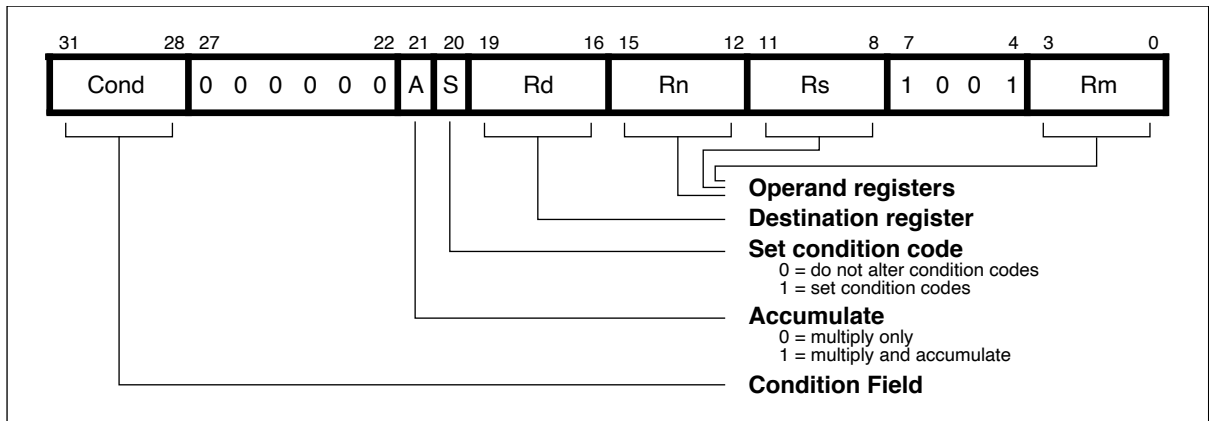 31 28 27 22 21 20 19 16 15 12 11 8 7 4 3 0
Cond 0 0 0 0 0 0 A S Rd Rn Rs 1 0 0 1 Rm
Operand registers
Destination register
Set condition code
0 = do not alter condition codes
1 = set condition codes
Accumulate
0 = multiply only
1 = multiply and accumulate
Condition Field